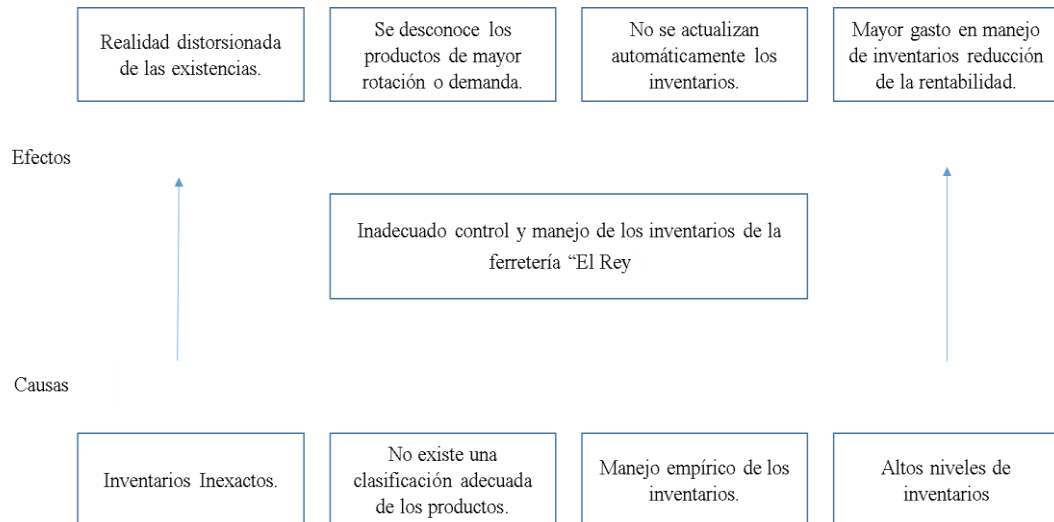 Realidad distorsionada
de las existencias.
Se desconoce los
productos de mayor
rotación o demanda.
No se actualizan
automáticamente los
inventarios.
Mayor gasto en manejo
de inventarios reducción
de la rentabilidad.
Efectos
Inadecuado control y manejo de los inventarios de la
ferretería “El Rey
Causas
Inventarios Inexactos.
No existe una
clasificación adecuada
de los productos.
Manejo empírico de los
inventarios.
Altos niveles de
inventarios